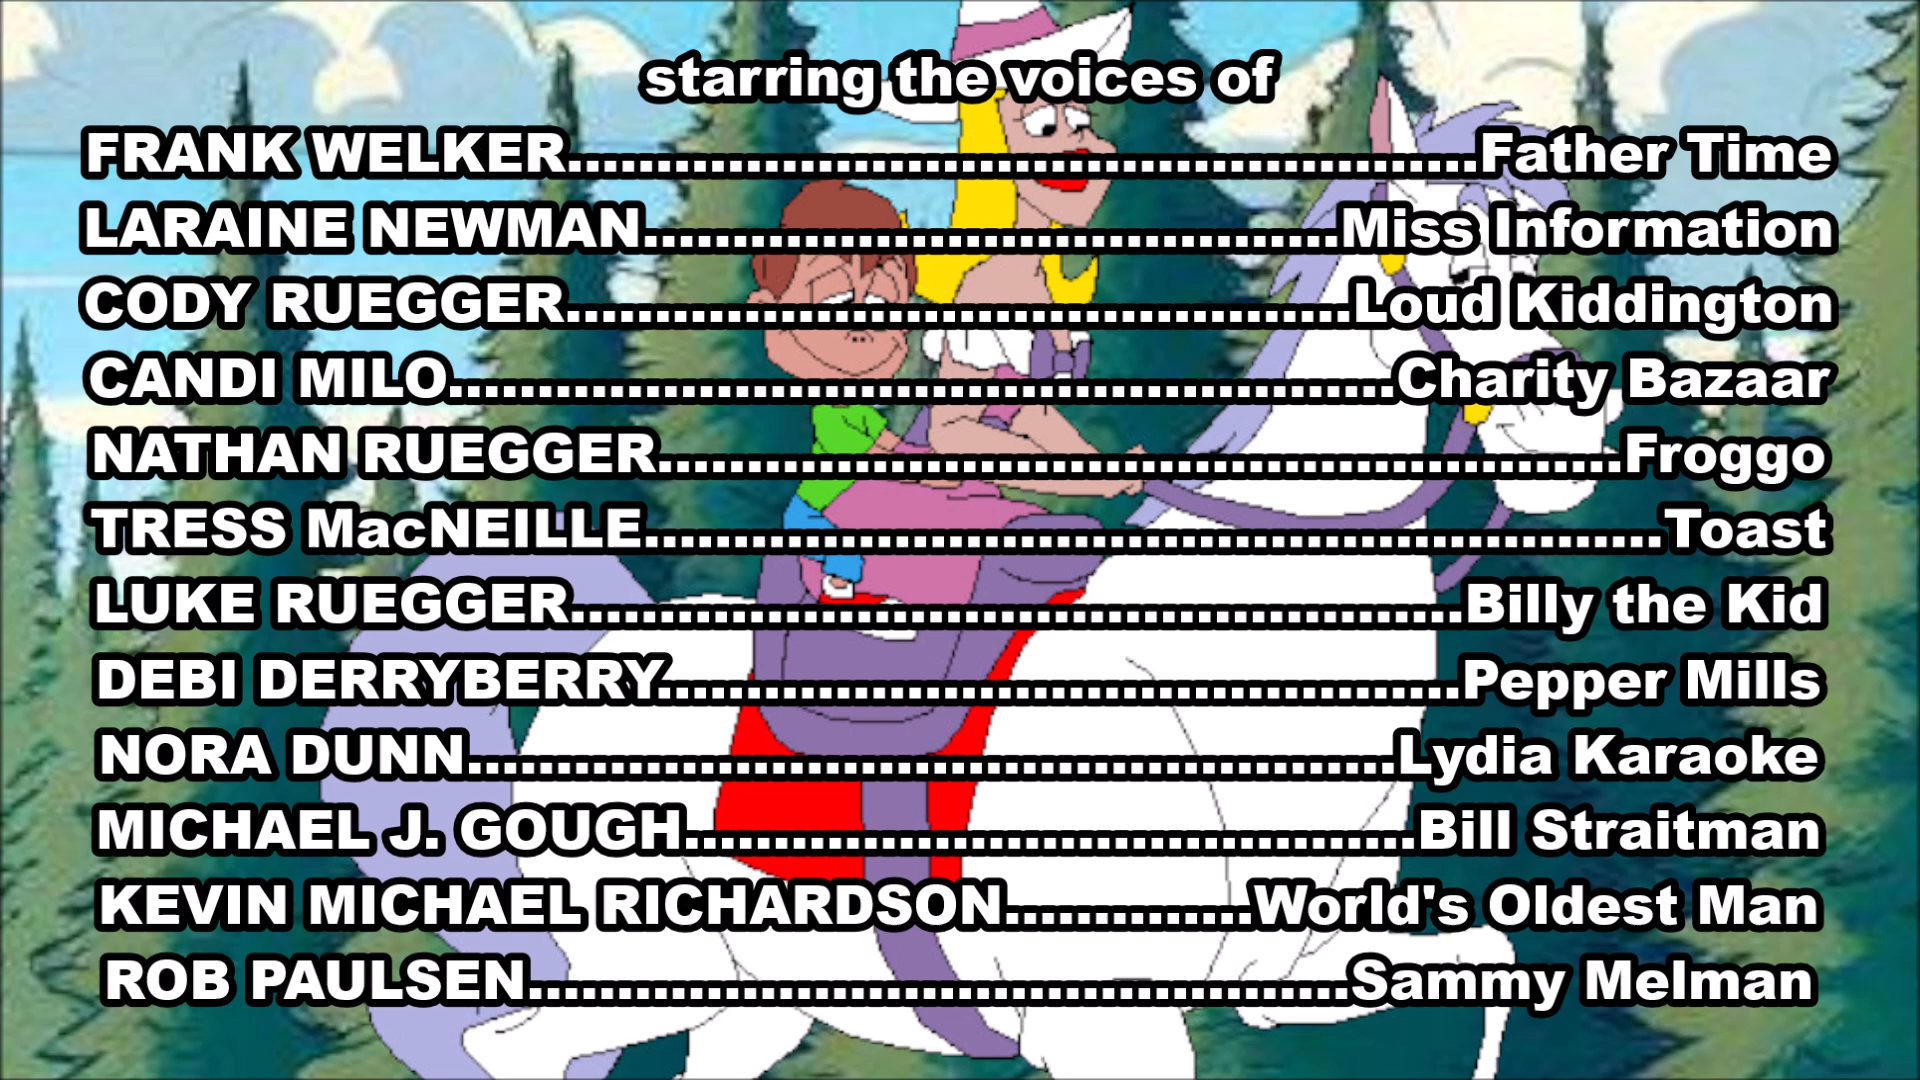 starring the voices of
FRANK WELKER..................................................Father Time
LARAINE NEWMAN......................................Miss Information
CODY RUEGGER...........................................Loud Kiddington
CANDI MILO....................................................Charity Bazaar
NATHAN RUEGGER.....................................................Froggo
TRESS MacNEILLE........................................................Toast
LUKE RUEGGER.................................................Billy the Kid
DEBI DERRYBERRY............................................Pepper Mills
NORA DUNN...................................................Lydia Karaoke
MICHAEL J. GOUGH........................................Bill Straitman
KEVIN MICHAEL RICHARDSON..............World's Oldest Man
ROB PAULSEN.............................................Sammy Melman